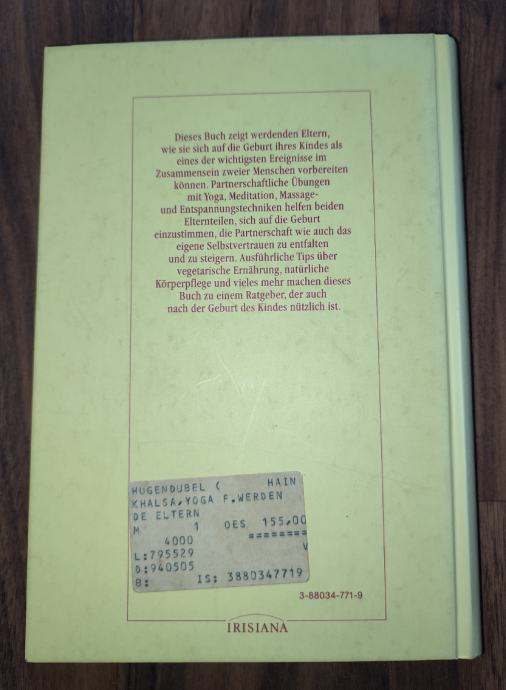 Dieses Buch zeigt werdenden Eltern,
wie sie sich auf die Geburt ihres Kindes als
eines der wichtigsten Ereignisse im
Zusammensein zweier Menschen vorbereiten
können. Partnerschaftliche Übungen
mit Yoga, Meditation, Massage-
und Entspannungstechniken helfen beiden
Elternteilen, sich auf die Geburt
einzustimmen, die Partnerschaft wie auch das
eigene Selbstvertrauen zu entfalten
und zu steigern. Ausführliche Tips über
vegetarische Ernährung, natürliche
Körperpflege und vieles mehr machen dieses
Buch zu einem Ratgeber, der auch
nach der Geburt des Kindes nützlich ist.
HUGENDUBEL ( HAIN
KHALSA,YOGA F.WERDEN
DE ELTERN
M 1 OES 155,00
4000 ========
L:795529 V
D:940505
B: IS: 3880347719
3-88034-771-9
IRISIANA